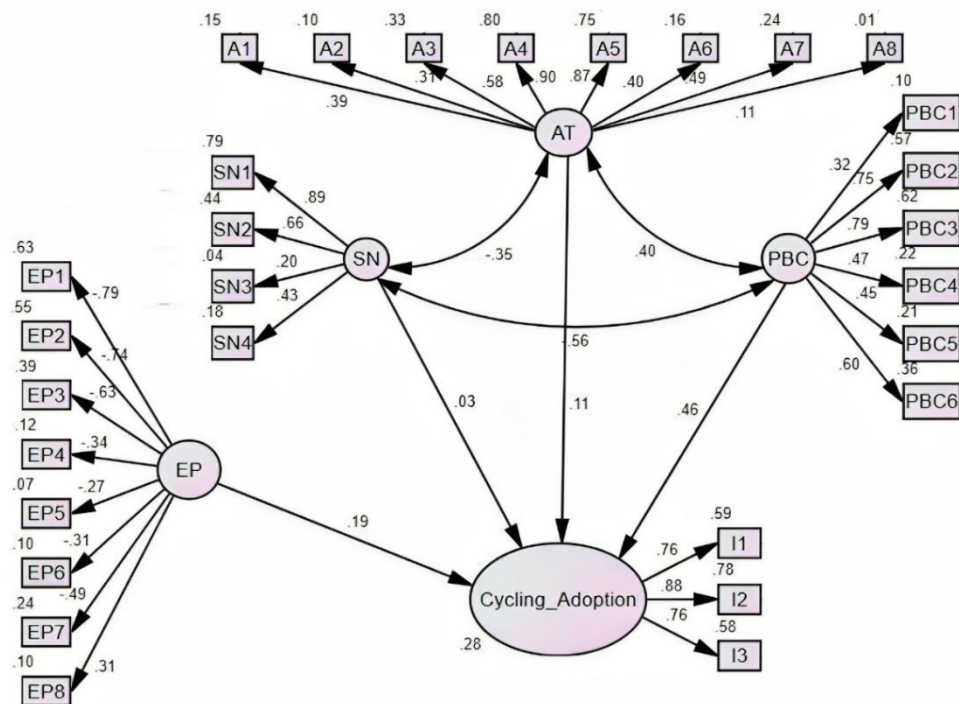 .15 .10 .33 .80 .75 .16 .24 .01
A1 A2 A3 A4 A5 A6 A7 A8
.39 .31 .58 .90 .87 .40 .49 .11
AT
.10
PBC1
.57
PBC2
.62
PBC3
.22
PBC4
.21
PBC5
.36
PBC6
.32
.75
.79
.47
.45
.60
PBC
.79
SN1
.44
SN2
.04
SN3
.18
SN4
.89
.66
.20
.43
SN
-.35
.40
-.56
.63
EP1
.55
EP2
.39
EP3
.12
EP4
.07
EP5
.10
EP6
.24
EP7
.10
EP8
-.79
-.74
-.63
-.34
-.27
-.31
-.49
.31
EP
.03
.11
.46
.19
Cycling_Adoption
.28
.59
I1
.78
I2
.58
I3
.76
.88
.76